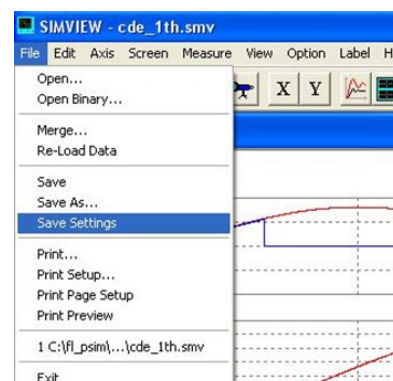 SIMVIEW - cde_1th.smv
File Edit Axis Screen Measure View Option Label H
X Y
Open...
Open Binary...
Merge...
Re-Load Data
Save
Save As...
Save Settings
Print...
Print Setup...
Print Page Setup
Print Preview
1 C:\fl_psim\...\cde_1th.smv
Exit